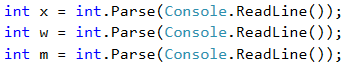 int x = int.Parse(Console.ReadLine());
int w = int.Parse(Console.ReadLine());
int m = int.Parse(Console.ReadLine());